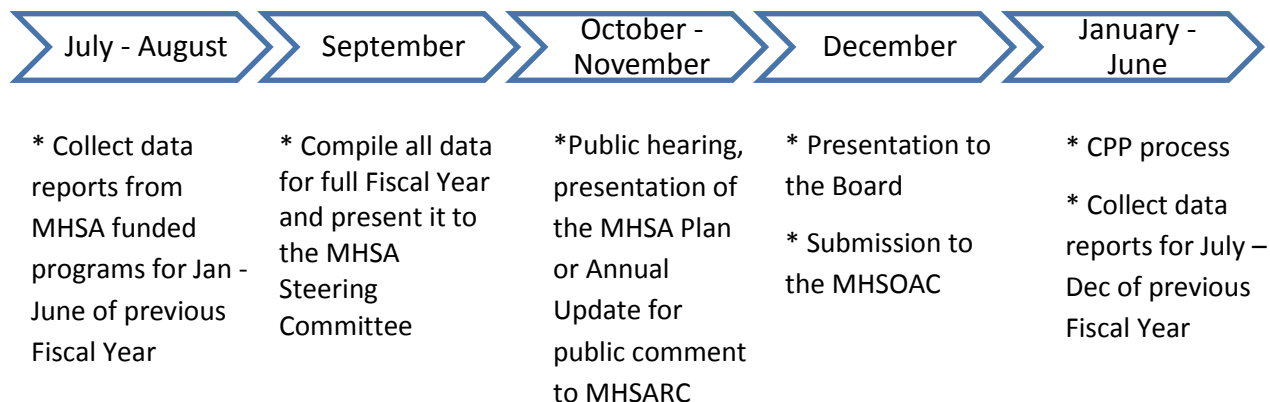 July - August
September
October -
November
December
January -
June
* Collect data
reports from
MHSA funded
programs for Jan -
June of previous
Fiscal Year
* Compile all data
for full Fiscal Year
and present it to
the MHSA
Steering
Committee
*Public hearing,
presentation of
the MHSA Plan
or Annual
Update for
public comment
to MHSARC
* Presentation to
the Board
* Submission to
the MHSOAC
* CPP process
* Collect data
reports for July –
Dec of previous
Fiscal Year